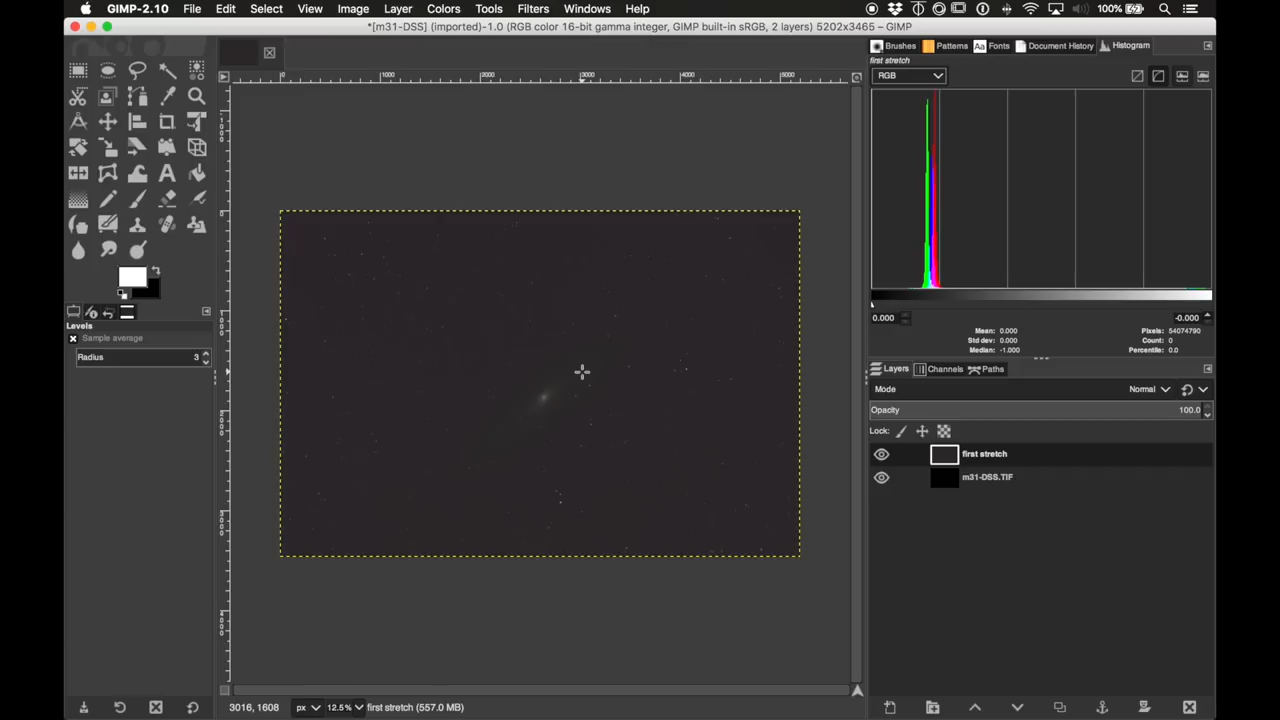 GIMP-2.10 File Edit Select View Image Layer Colors Tools Filters Windows Help 100%
*[m31-DSS] (imported)-1.0 (RGB color 16-bit gamma integer, GIMP built-in sRGB, 2 layers) 5202x3465 – GIMP
Brushes Patterns Aa Fonts Document History Histogram
first stretch
RGB
0 1000 2000 3000 4000 5000
0.000 -0.000
Mean: 0.000 Pixels: 54074790
Std dev: 0.000 Count: 0
Median: -1.000 Percentile: 0.0
Levels
Sample average
Radius 3
Layers Channels Paths
Mode Normal
Opacity 100.0
Lock:
first stretch
m31-DSS.TIF
3016, 1608 px 12.5% first stretch (557.0 MB)